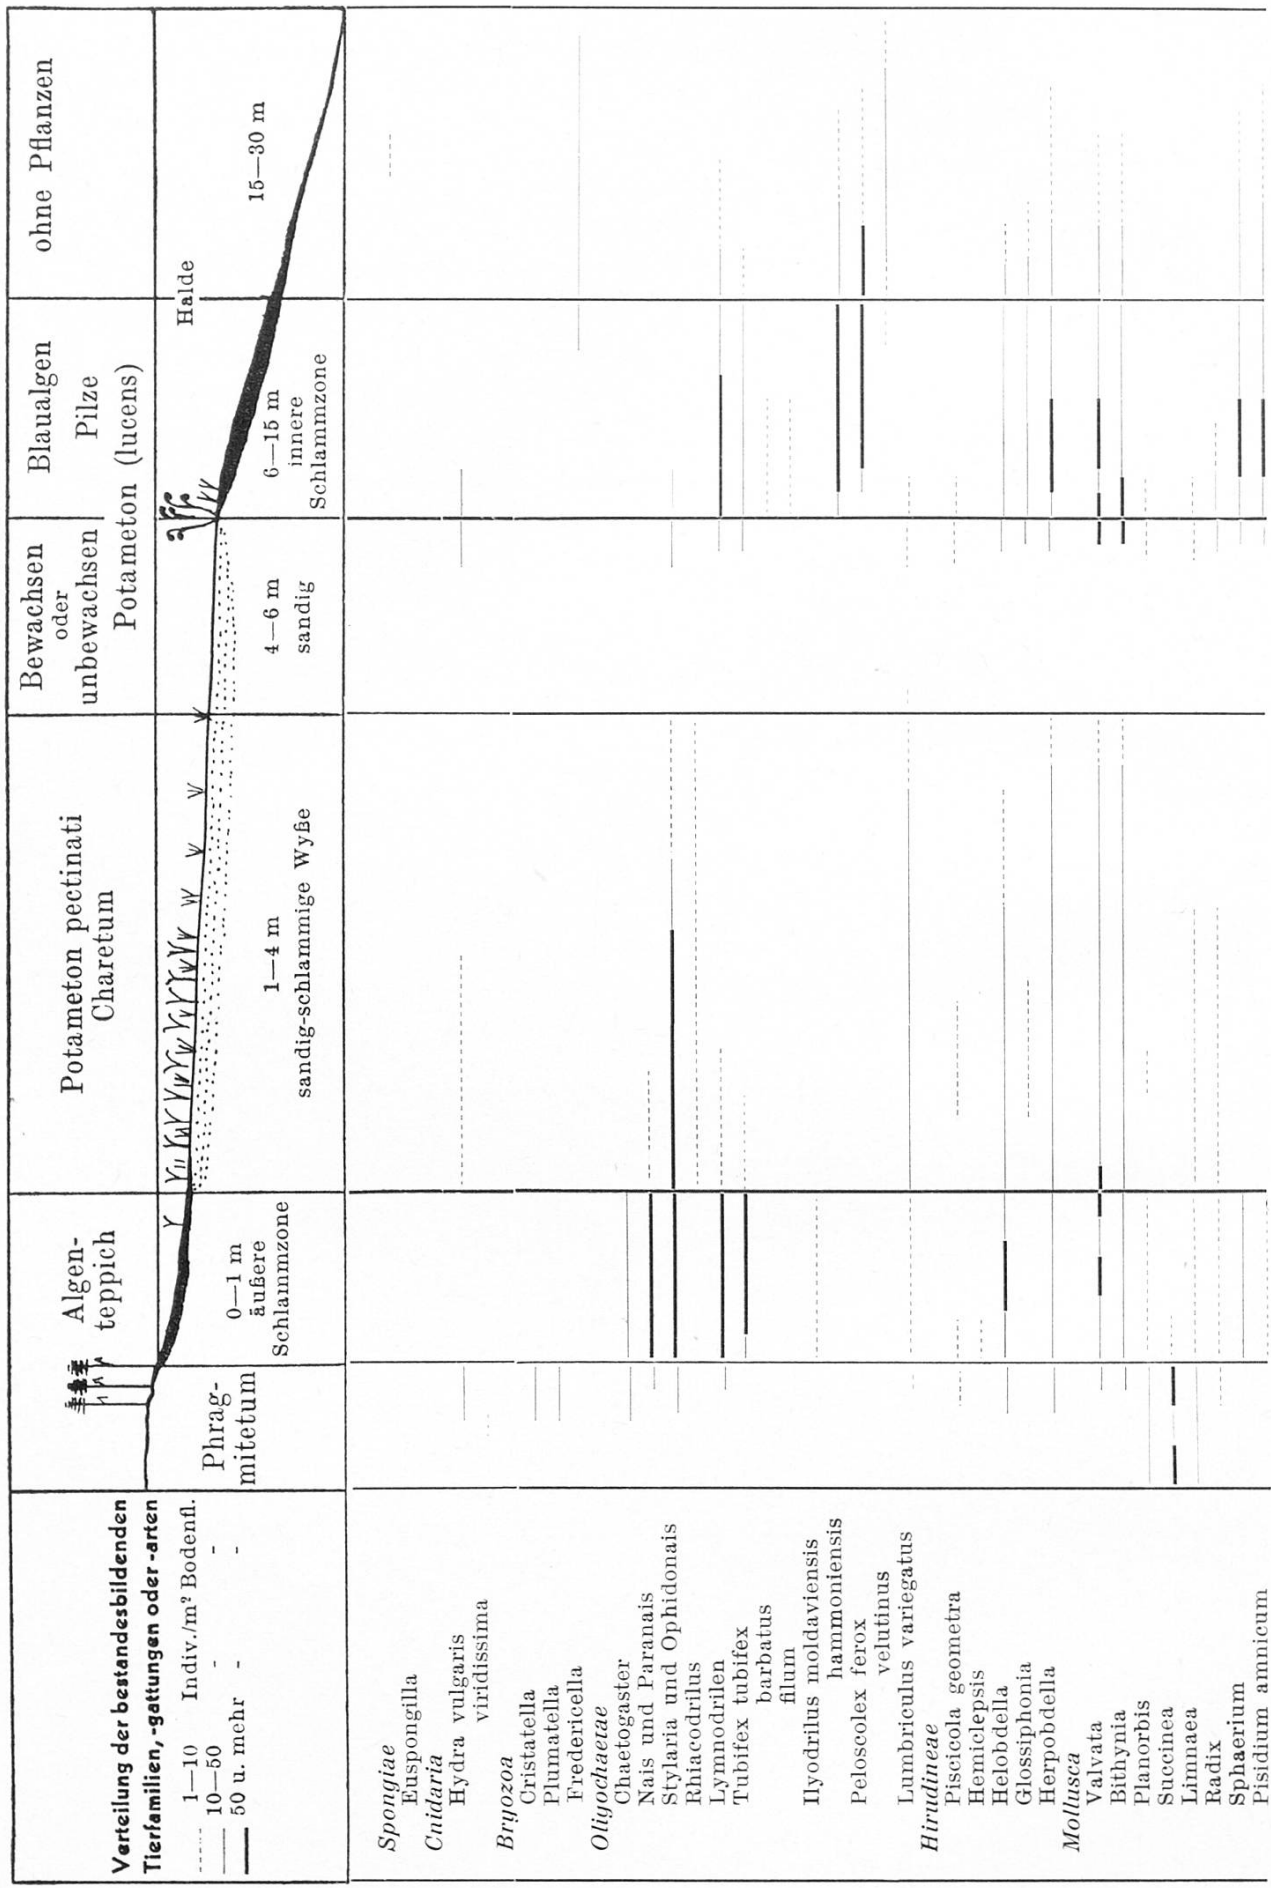 Verteilung der bestandesbildenden
Tierfamilien, -gattungen oder -arten
1—10 Indiv./m² Bodenfl.
10—50 - -
50 u. mehr - -
Phrag-
mitetum
Algen-
teppich
0—1 m
äußere
Schlammzone
Potameton pectinati
Charetum
1—4 m
sandig-schlammige Wyße
Bewachsen
oder
unbewachsen
4—6 m
sandig
Potameton (lucens)
Blaualgen
Pilze
6—15 m
innere
Schlammzone
Halde
ohne Pflanzen
15—30 m
Spongiae
Euspongilla
Cnidaria
Hydra vulgaris
viridissima
Bryozoa
Cristatella
Plumatella
Fredericella
Oligochaeae
Chaetogaster
Nais und Paranais
Stylaria und Ophidonais
Rhiacodrilus
Lymnodrilen
Tubifex tubifex
barbatus
filum
Ilyodrilus moldaviensis
hammoniensis
Peloscolex ferox
velutinus
Lumbriculus variegatus
Hirudineae
Piscicola geometra
Hemiclepsis
Helobdella
Glossiphonia
Herpobdella
Mollusca
Valvata
Bithynia
Planorbis
Succinea
Limnaea
Radix
Sphaerium
Pisidium amnicum